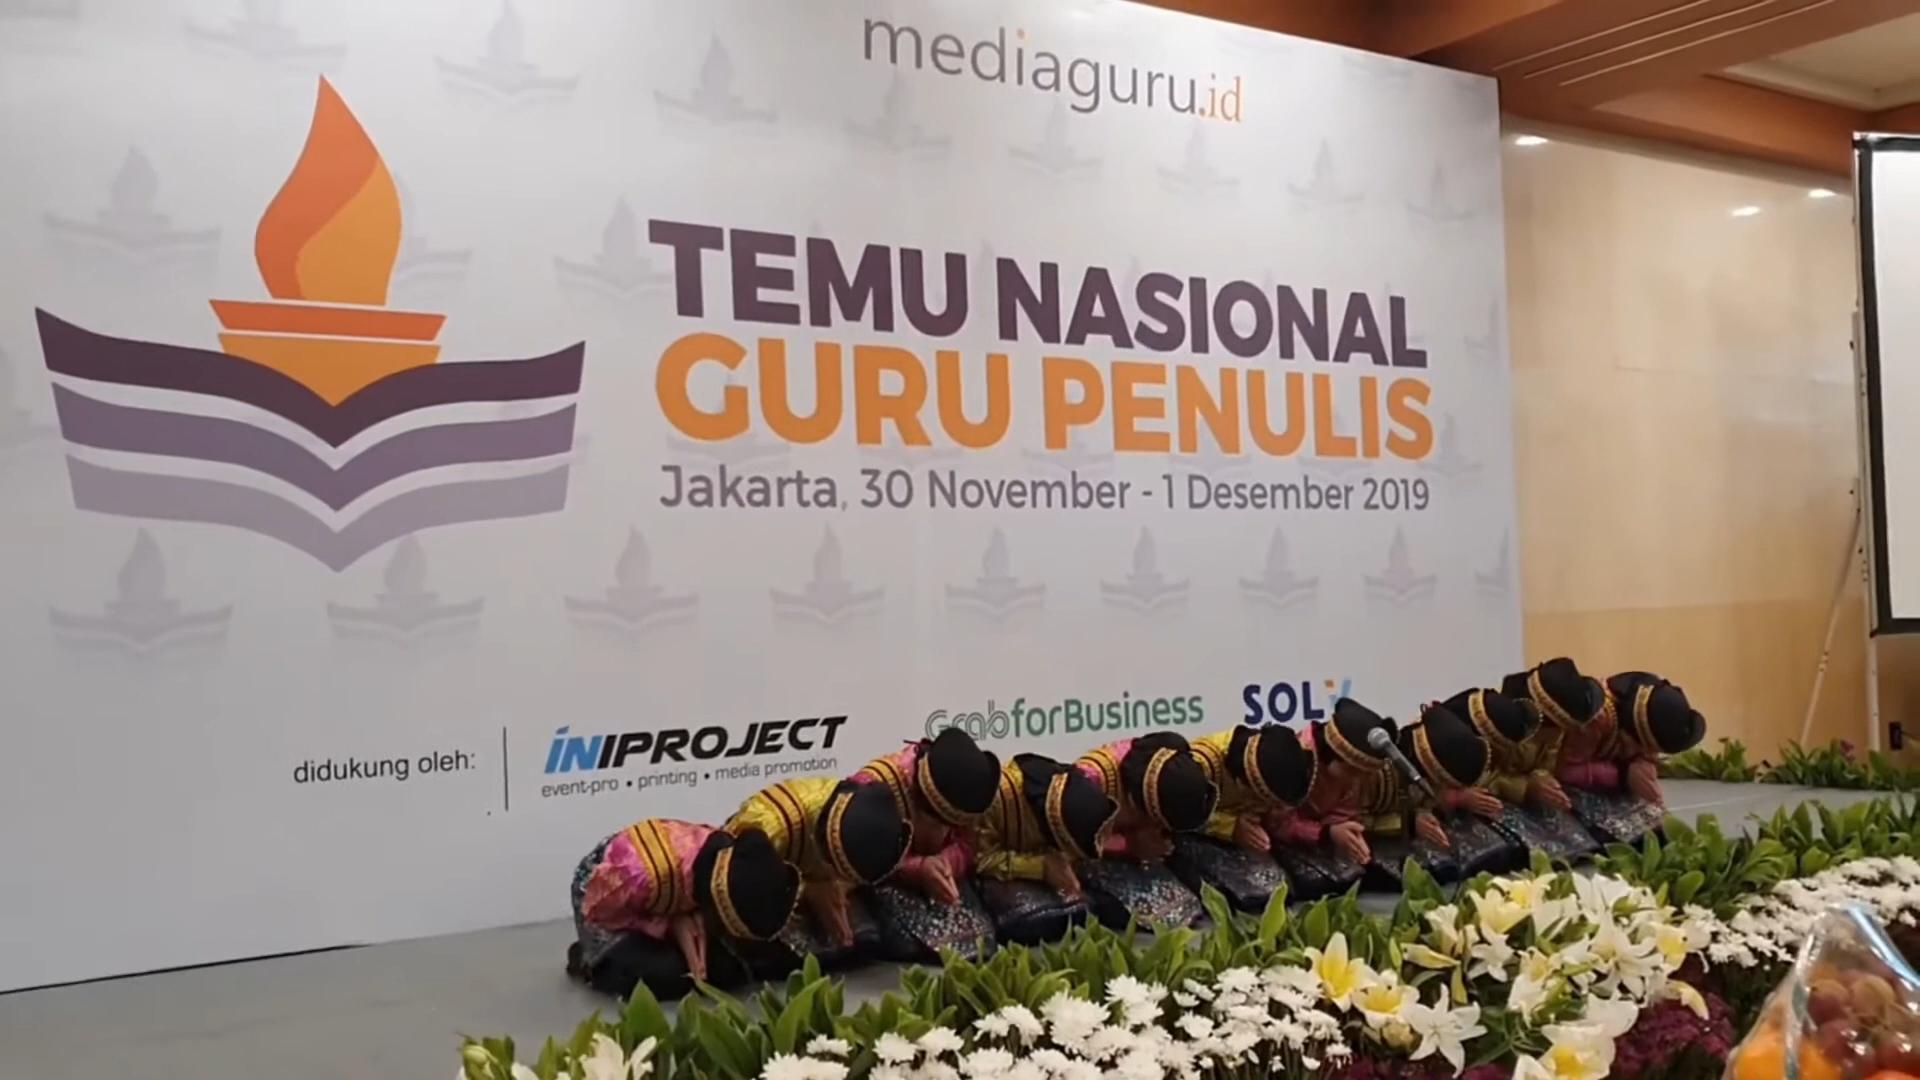 mediaguru.id
TEMU NASIONAL
GURU PENULIS
Jakarta, 30 November - 1 Desember 2019
didukung oleh:
iNIPROJECT
event-pro • printing • media promotion
GrabforBusiness